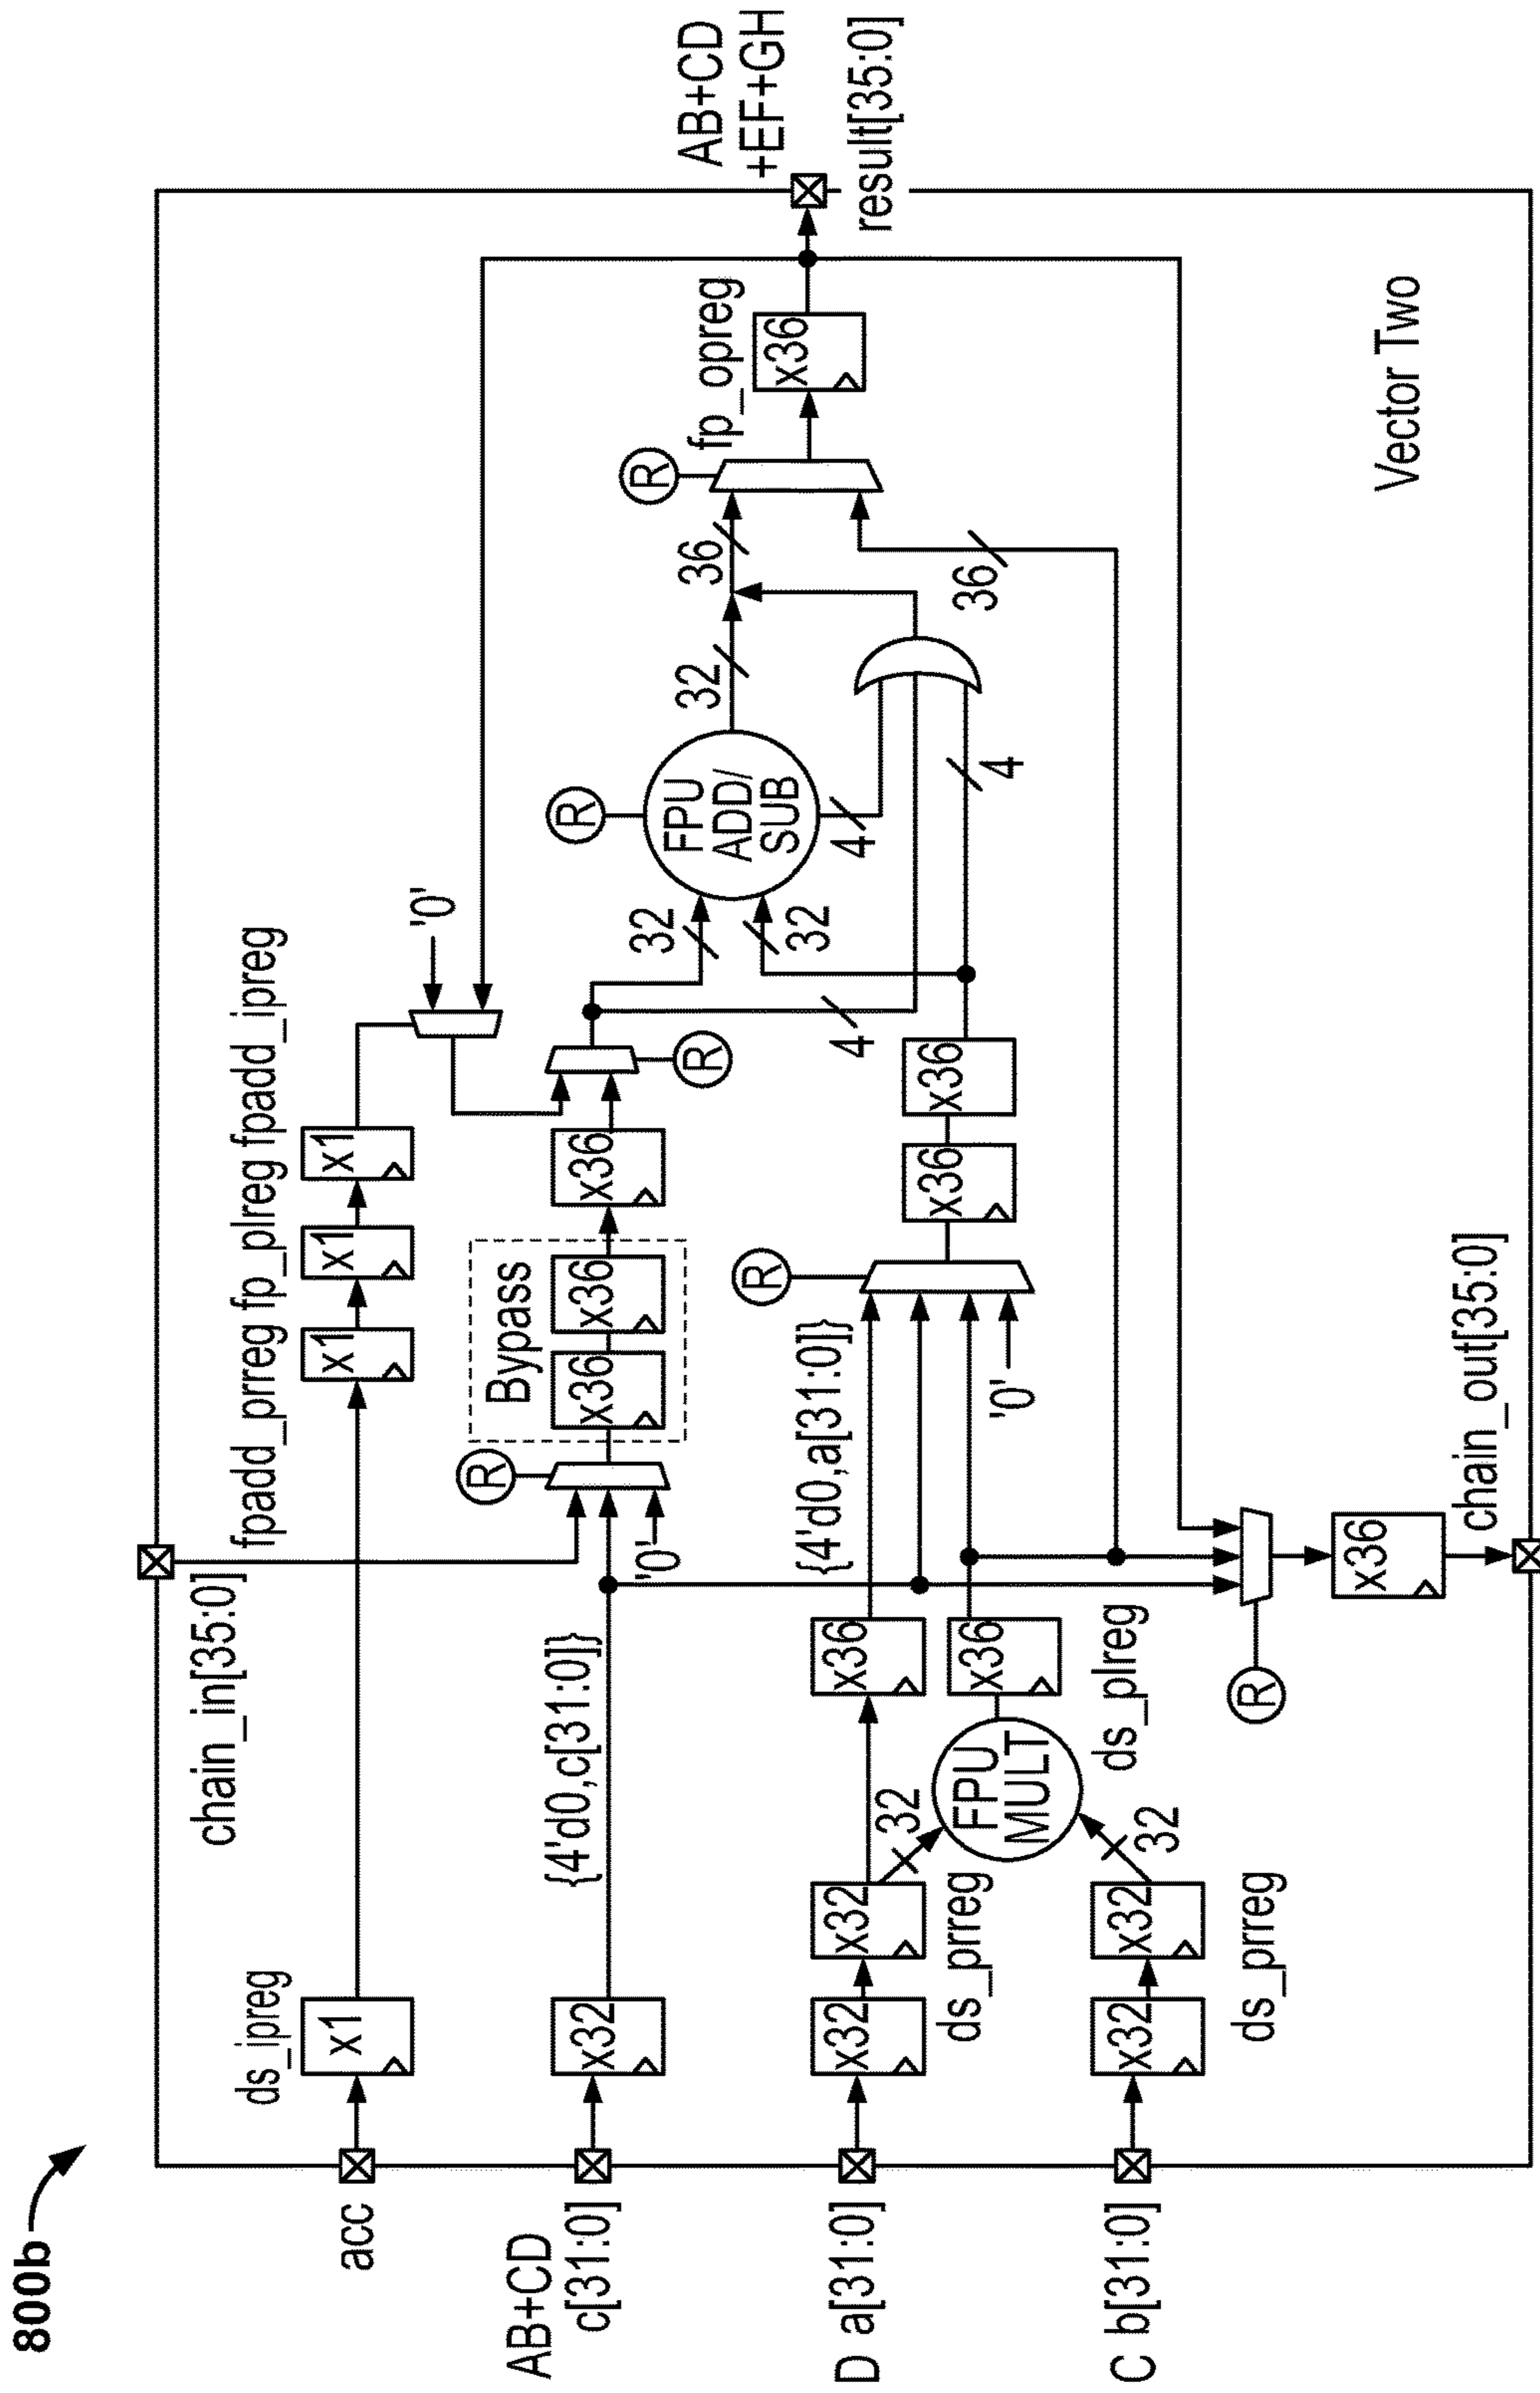 800b
acc
ds_ipreg
x1
fpadd_prreg fp_plreg fpadd_ipreg
x1
x1
x1
'0'
chain_in[35:0]
AB+CD
c[31:0]
x32
{4'd0,c[31:0]}
R
'0'
Bypass
x36
x36
x36
R
32
4
32
R
FPU
ADD/
SUB
32
4
4
36
36
R
fp_opreg
x36
AB+CD
+EF+GH
result[35:0]
D a[31:0]
x32
x32
ds_prreg
32
x36
{4'd0,a[31:0]}
FPU
MULT
x36
ds_plreg
'0'
R
x36
x36
C b[31:0]
x32
x32
ds_prreg
32
R
x36
chain_out[35:0]
Vector Two